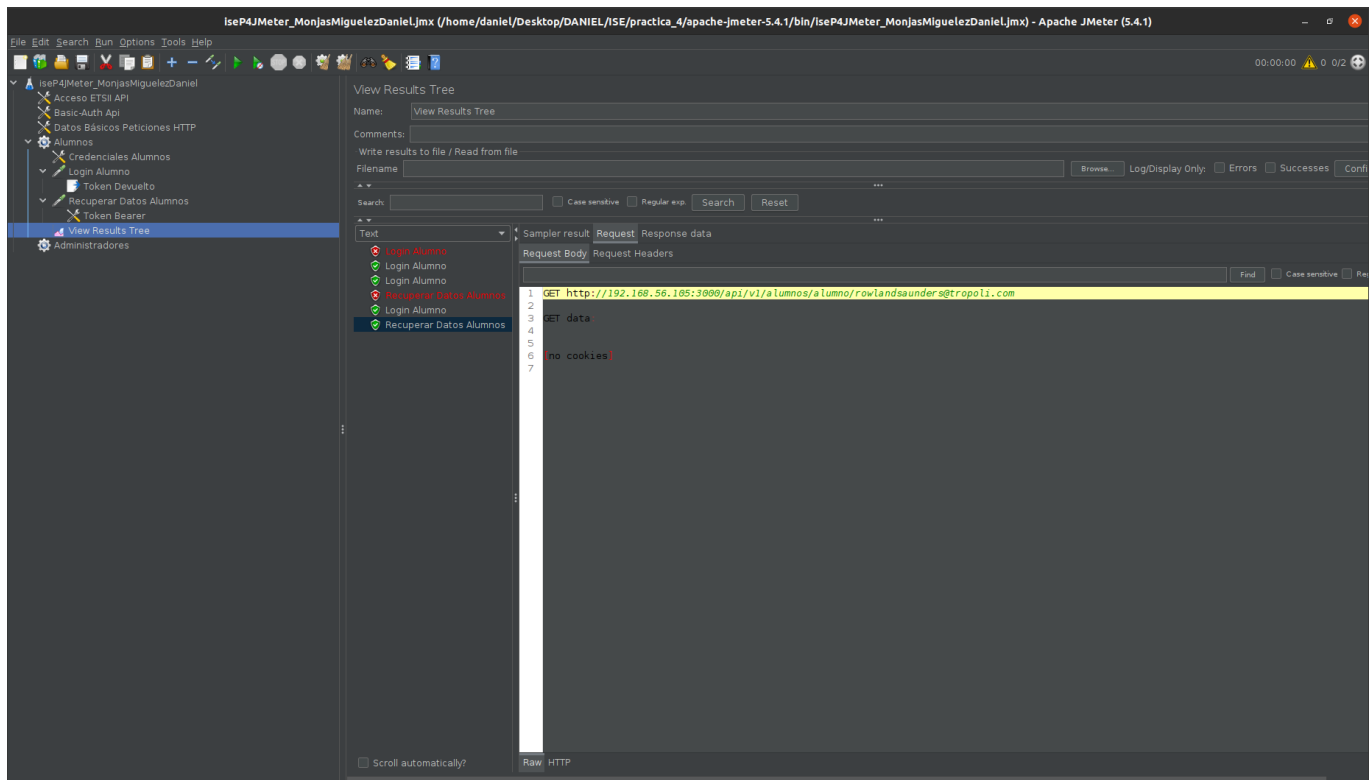 iseP4JMeter_MonjasMiguelezDaniel.jmx (/home/daniel/Desktop/DANIEL/ISE/practica_4/apache-jmeter-5.4.1/bin/iseP4JMeter_MonjasMiguelezDaniel.jmx) - Apache JMeter (5.4.1)
File Edit Search Run Options Tools Help
00:00:00 0 0/2
iseP4JMeter_MonjasMiguelezDaniel
Acceso ETSII API
Basic-Auth Api
Datos Básicos Peticiones HTTP
Alumnos
Credenciales Alumnos
Login Alumno
Token Devuelto
Recuperar Datos Alumnos
Token Bearer
View Results Tree
Administradores
View Results Tree
Name: View Results Tree
Comments:
Write results to file / Read from file
Filename Browse... Log/Display Only: Errors Successes Confi
Search: Case sensitive Regular exp. Search Reset
Text
Login Alumno
Login Alumno
Login Alumno
Recuperar Datos Alumnos
Login Alumno
Recuperar Datos Alumnos
Scroll automatically?
Sampler result Request Response data
Request Body Request Headers
Find Case sensitive Re
1 GET http://192.168.56.105:3000/api/v1/alumnos/alumno/rowlandsaunders@tropoli.com
2
3 GET data
4
5
6 [no cookies]
7
Raw HTTP